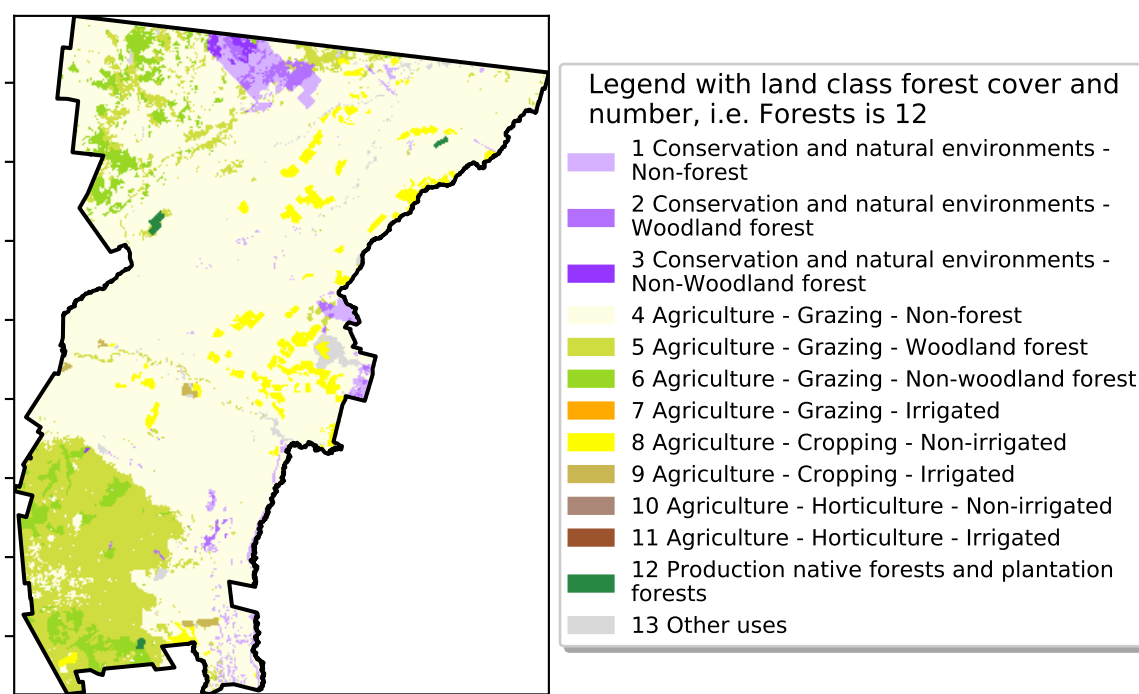 Legend with land class forest cover and
number, i.e. Forests is 12
1 Conservation and natural environments -
Non-forest
2 Conservation and natural environments -
Woodland forest
3 Conservation and natural environments -
Non-Woodland forest
4 Agriculture - Grazing - Non-forest
5 Agriculture - Grazing - Woodland forest
6 Agriculture - Grazing - Non-woodland forest
7 Agriculture - Grazing - Irrigated
8 Agriculture - Cropping - Non-irrigated
9 Agriculture - Cropping - Irrigated
10 Agriculture - Horticulture - Non-irrigated
11 Agriculture - Horticulture - Irrigated
12 Production native forests and plantation
forests
13 Other uses